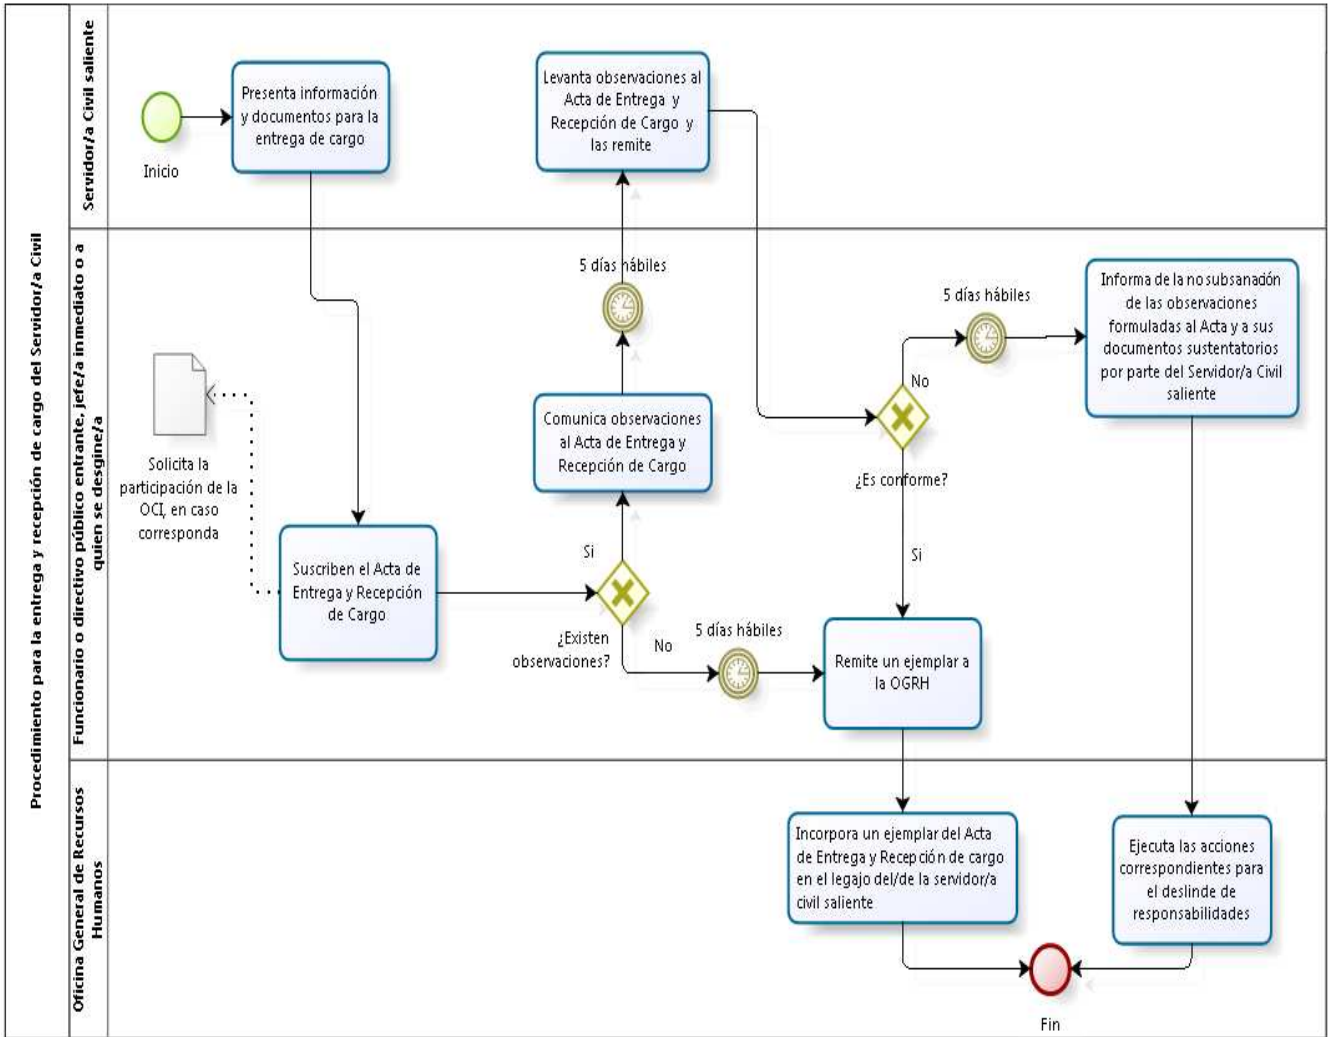 Procedimiento para la entrega y recepción de cargo del Servidor/a Civil
Servidor/a Civil saliente
Inicio
Presenta información
y documentos para la
entrega de cargo
Levanta observaciones al
Acta de Entrega y
Recepción de Cargo y
las remite
Funcionario o directivo público entrante, jefe/a inmediato o a
quien se desgine/a
Solicita la
participación de la
OCI, en caso
corresponda
Suscriben el Acta de
Entrega y Recepción
de Cargo
¿Existen
observaciones?
Si
Comunica observaciones
al Acta de Entrega y
Recepción de Cargo
5 días hábiles
No
5 días hábiles
Remite un ejemplar a
la OGRH
¿Es conforme?
Si
No
5 días hábiles
Informa de la no subsanación
de las observaciones
formuladas al Acta y a sus
documentos sustentatorios
por parte del Servidor/a Civil
saliente
Oficina General de Recursos
Humanos
Incorpora un ejemplar del Acta
de Entrega y Recepción de cargo
en el legajo del/de la servidor/a
civil saliente
Ejecuta las acciones
correspondientes para
el deslinde de
responsabilidades
Fin